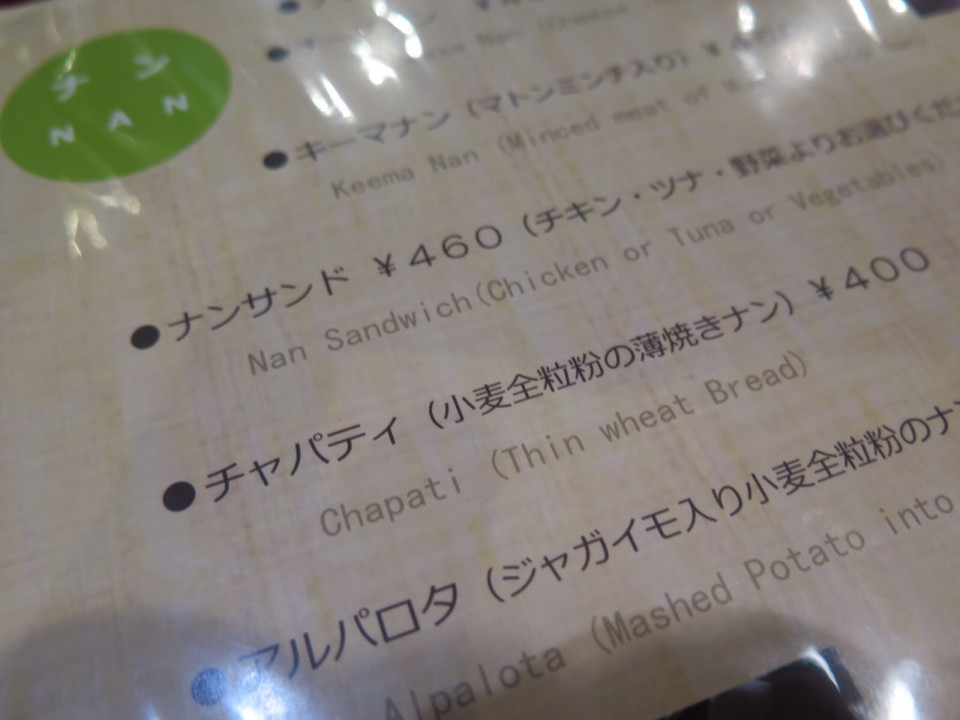 ナン
NAN
●キーマナン（マトンミンチ入り）￥
Keema Nan (Minced meat of
●ナンサンド ￥４６０（チキン・ツナ・野菜よりお選びくだ
Nan Sandwich(Chicken or Tuna or Vegetables)
●チャパティ（小麦全粒粉の薄焼きナン）￥４００
Chapati (Thin wheat Bread)
●アルパロタ（ジャガイモ入り小麦全粒粉のナン
Alpalota (Mashed Potato into